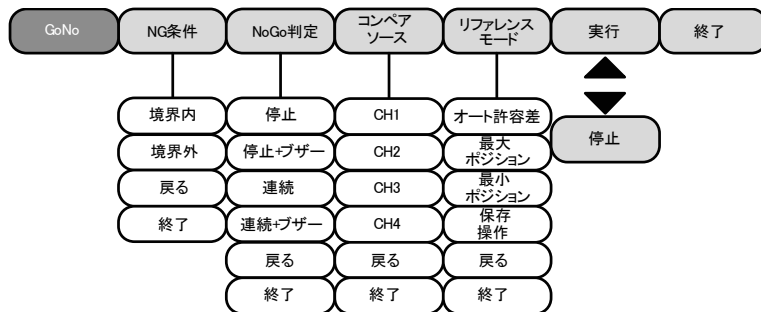 GoNo
NG条件
NoGo判定
コンペア
ソース
リファレンス
モード
実行
終了
境界内
境界外
戻る
終了
停止
停止+ブザー
連続
連続+ブザー
戻る
終了
CH1
CH2
CH3
CH4
戻る
終了
オート許容差
最大
ポジション
最小
ポジション
保存
操作
戻る
終了
停止